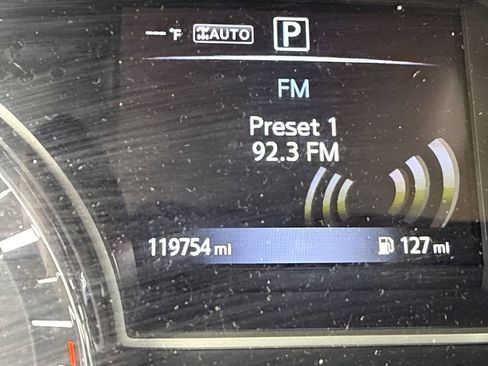 --- °F AUTO P
FM
Preset 1
92.3 FM
119754 mi 127 mi